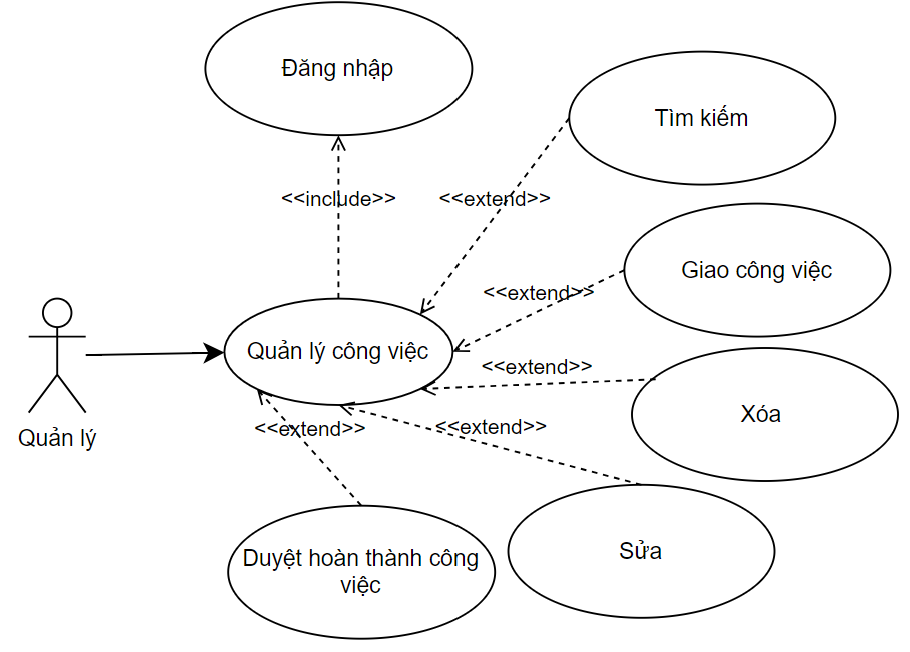 Đăng nhập
Tìm kiếm
<<include>>
<<extend>>
Giao công việc
<<extend>>
Quản lý công việc
<<extend>>
Xóa
<<extend>>
<<extend>>
Quản lý
Duyệt hoàn thành công
việc
Sửa